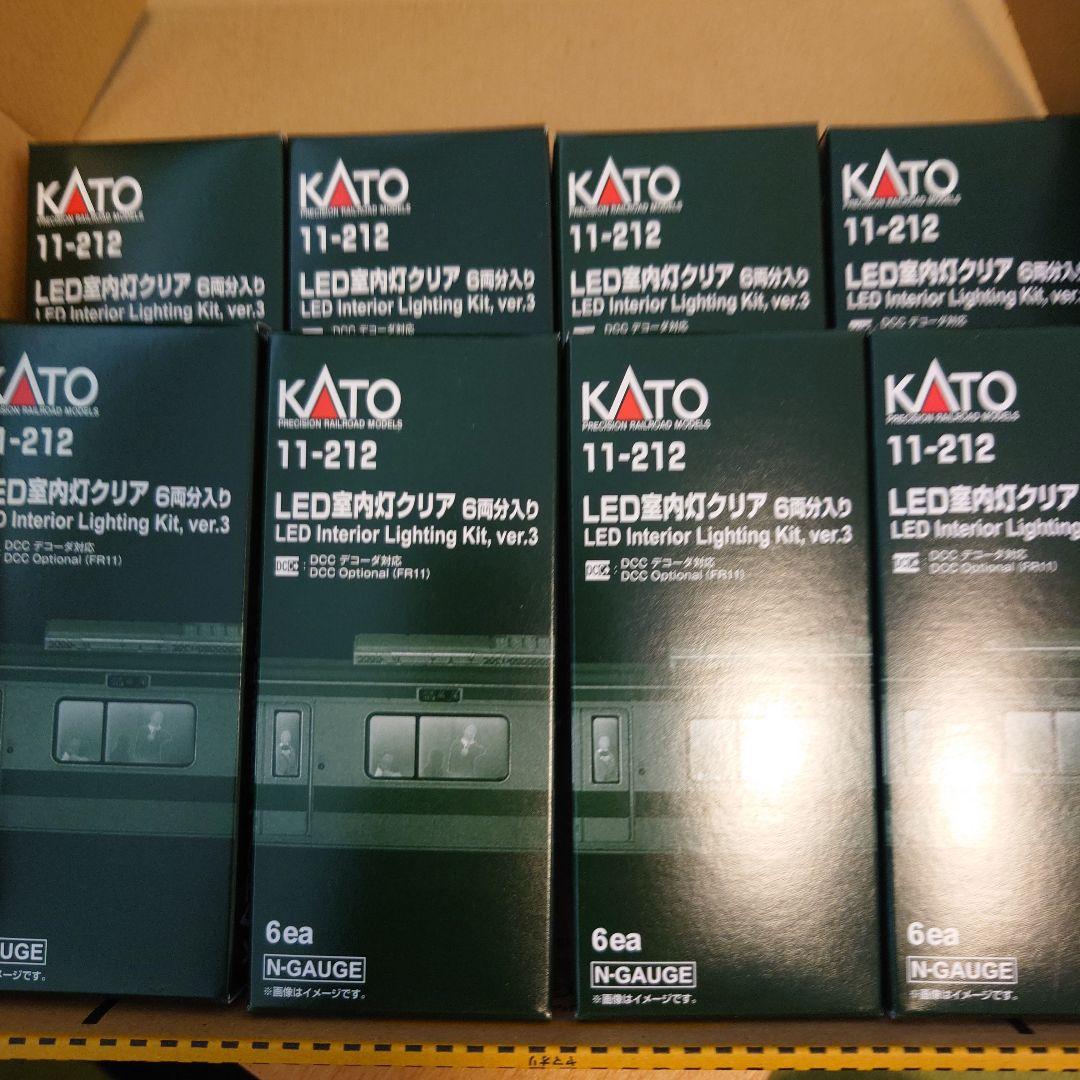 KATO
PRECISION RAILROAD MODELS
11-212
LED室内灯クリア 6両分入り
LED Interior Lighting Kit, ver.3
KATO
PRECISION RAILROAD MODELS
11-212
LED室内灯クリア 6両分入り
LED Interior Lighting Kit, ver.3
DCC デコーダ対応
KATO
PRECISION RAILROAD MODELS
11-212
LED室内灯クリア 6両分入り
LED Interior Lighting Kit, ver.3
DCC デコーダ対応
KATO
PRECISION RAILROAD MODELS
11-212
LED室内灯クリア 6両分入
LED Interior Lighting Kit, ver.
DCC デコーダ対応
KATO
SION RAILROAD MODELS
1-212
ED室内灯クリア 6両分入り
D Interior Lighting Kit, ver.3
DCC デコーダ対応
DCC Optional (FR11)
UGE
ージです。
KATO
PRECISION RAILROAD MODELS
11-212
LED室内灯クリア 6両分入り
LED Interior Lighting Kit, ver.3
DCC : DCC デコーダ対応
DCC Optional (FR11)
6ea
N-GAUGE
※画像はイメージです。
KATO
PRECISION RAILROAD MODELS
11-212
LED室内灯クリア 6両分入り
LED Interior Lighting Kit, ver.3
DCC : DCC デコーダ対応
DCC Optional (FR11)
6ea
N-GAUGE
※画像はイメージです。
KATO
PRECISION RAILROAD MODELS
11-212
LED室内灯クリア
LED Interior Lighting
DCC : DCC デコーダ対応
DCC Optional (FR11)
6ea
N-GAUGE
※画像はイメージです。